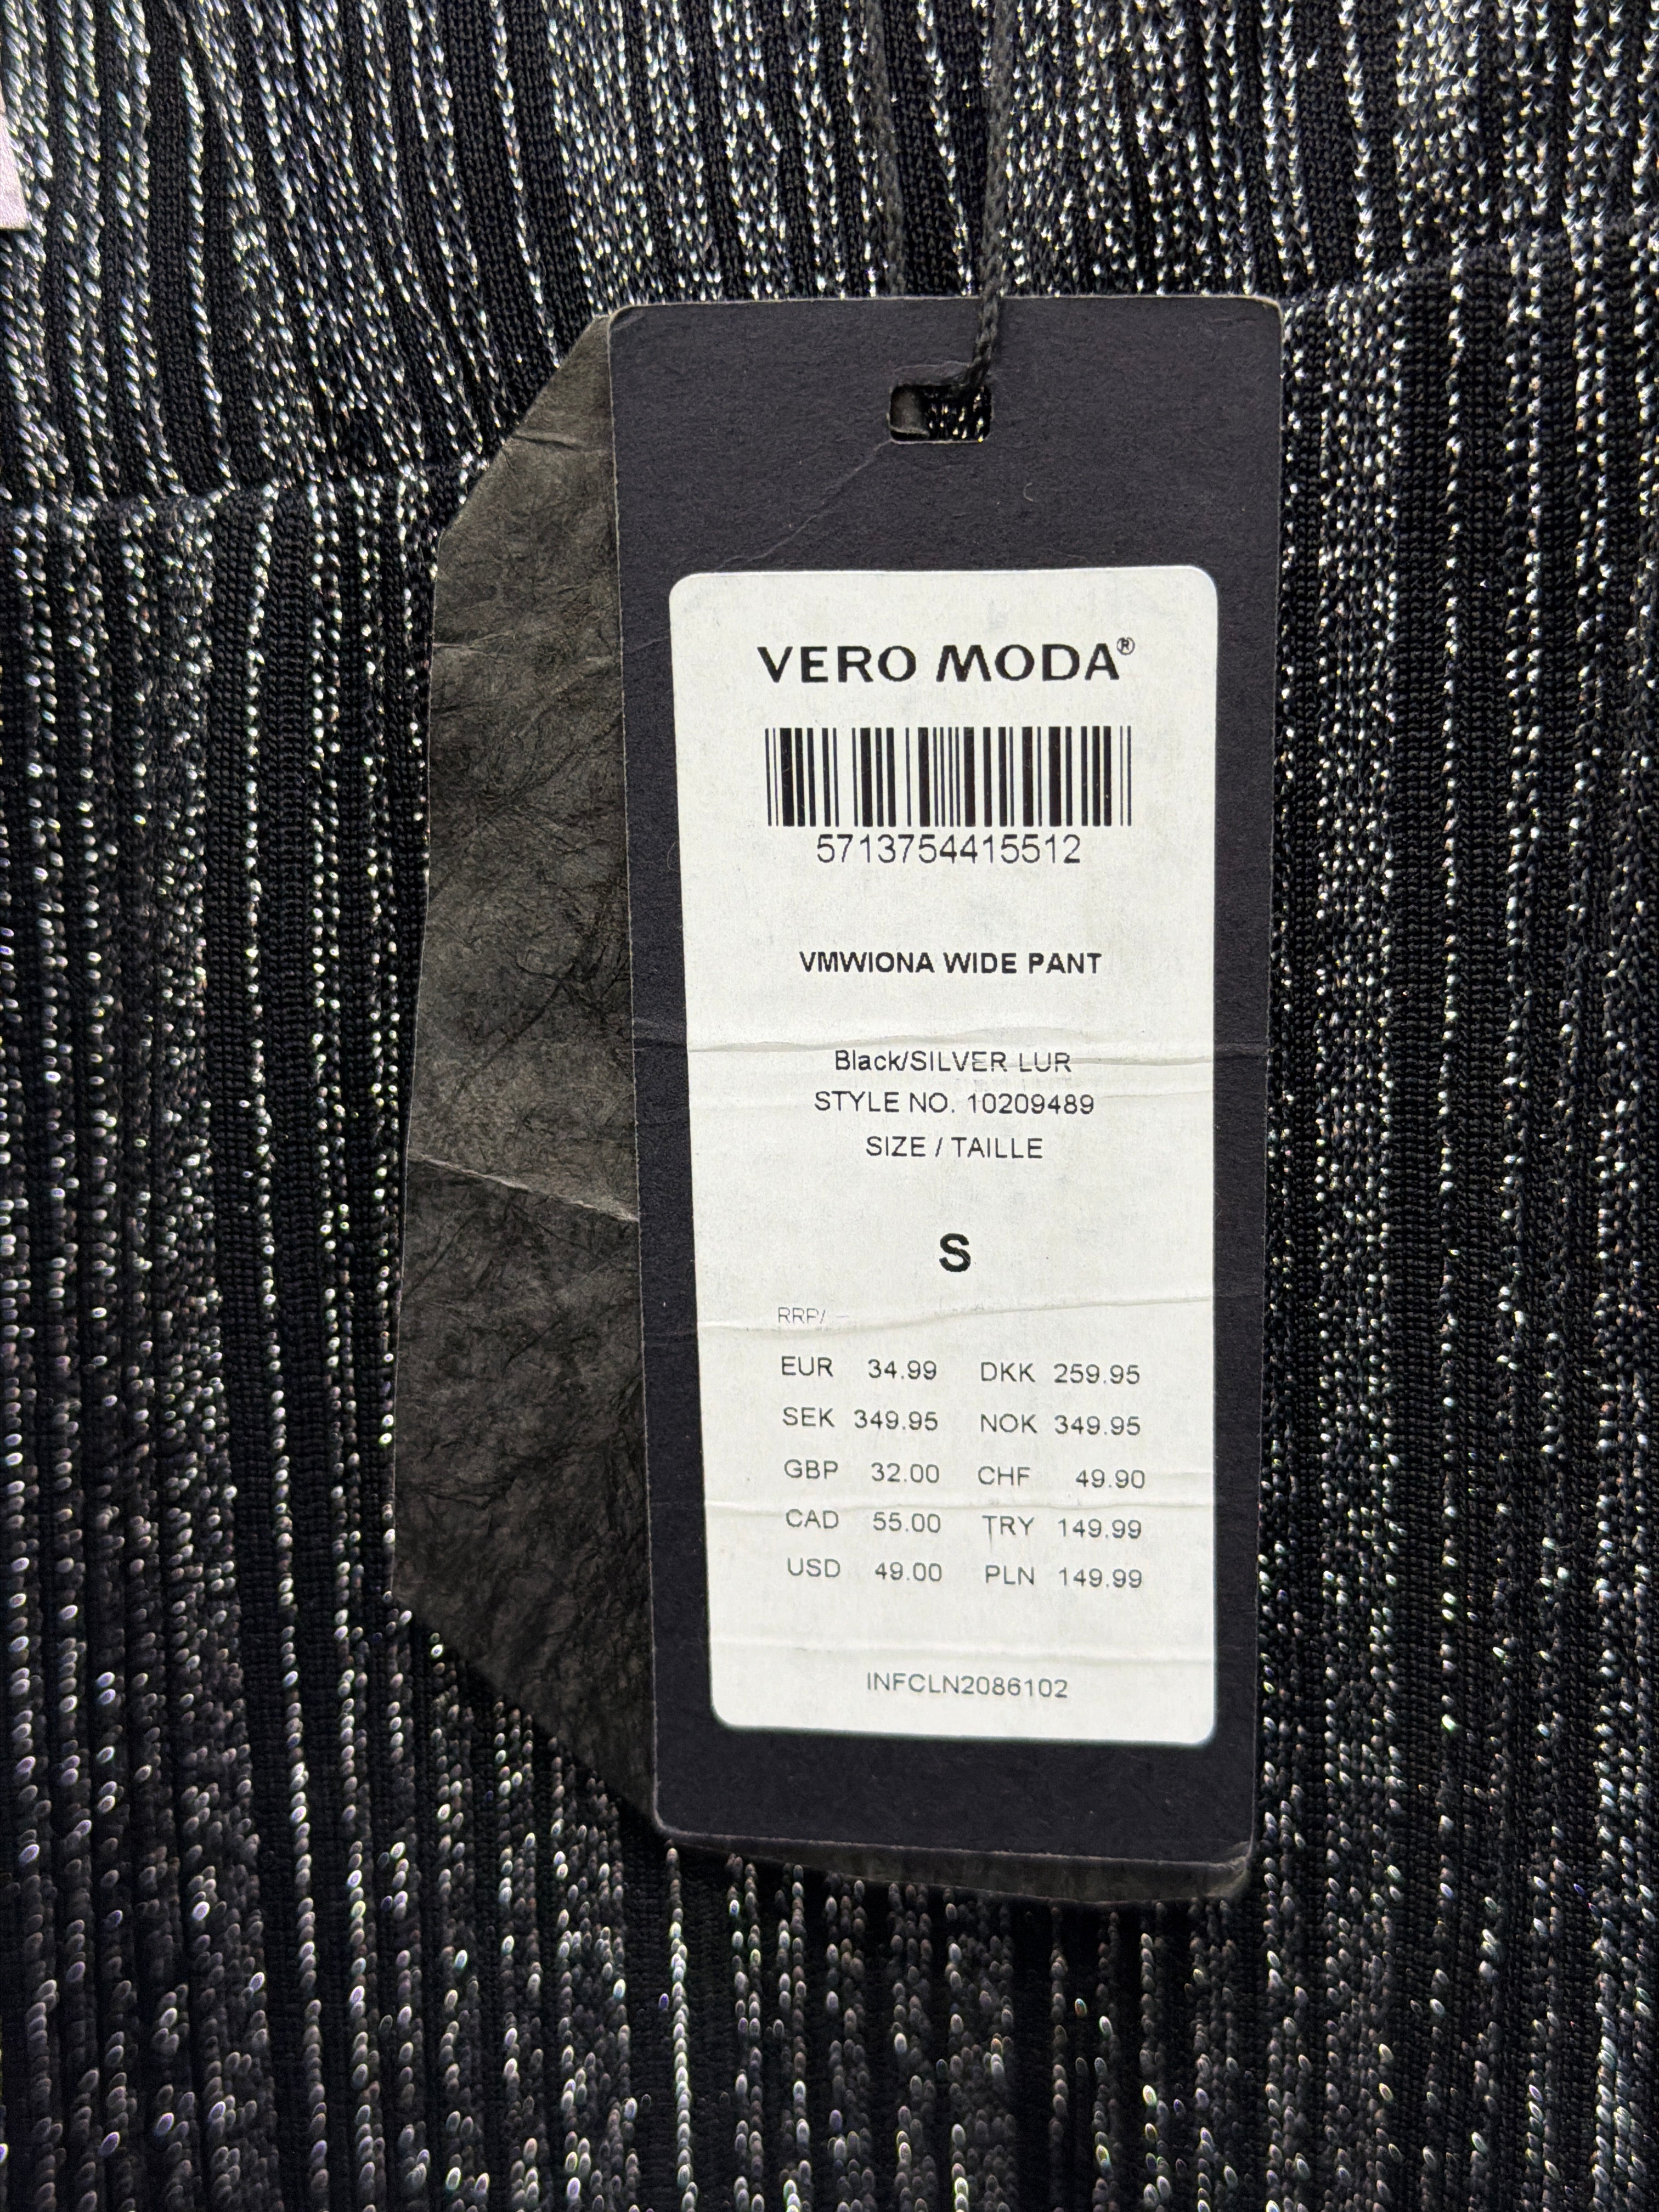 VERO MODA®
5713754415512
VMWIONA WIDE PANT
Black/SILVER LUR
STYLE NO. 10209489
SIZE / TAILLE
S
RRP/
EUR 34.99 DKK 259.95
SEK 349.95 NOK 349.95
GBP 32.00 CHF 49.90
CAD 55.00 TRY 149.99
USD 49.00 PLN 149.99
INFCLN2086102